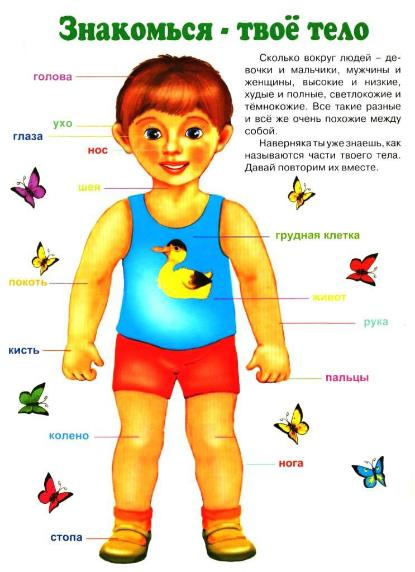 Знакомься - твоё тело
Сколько вокруг людей – де-
вочки и мальчики, мужчины и
женщины, высокие и низкие,
худые и полные, светлокожие и
тёмнокожие. Все такие разные
и всё же очень похожие между
собой.
Наверняка ты уже знаешь, как
называются части твоего тела.
Давай повторим их вместе.
голова
ухо
глаза
нос
шея
грудная клетка
покоть
живот
рука
кисть
пальцы
колено
нога
стопа